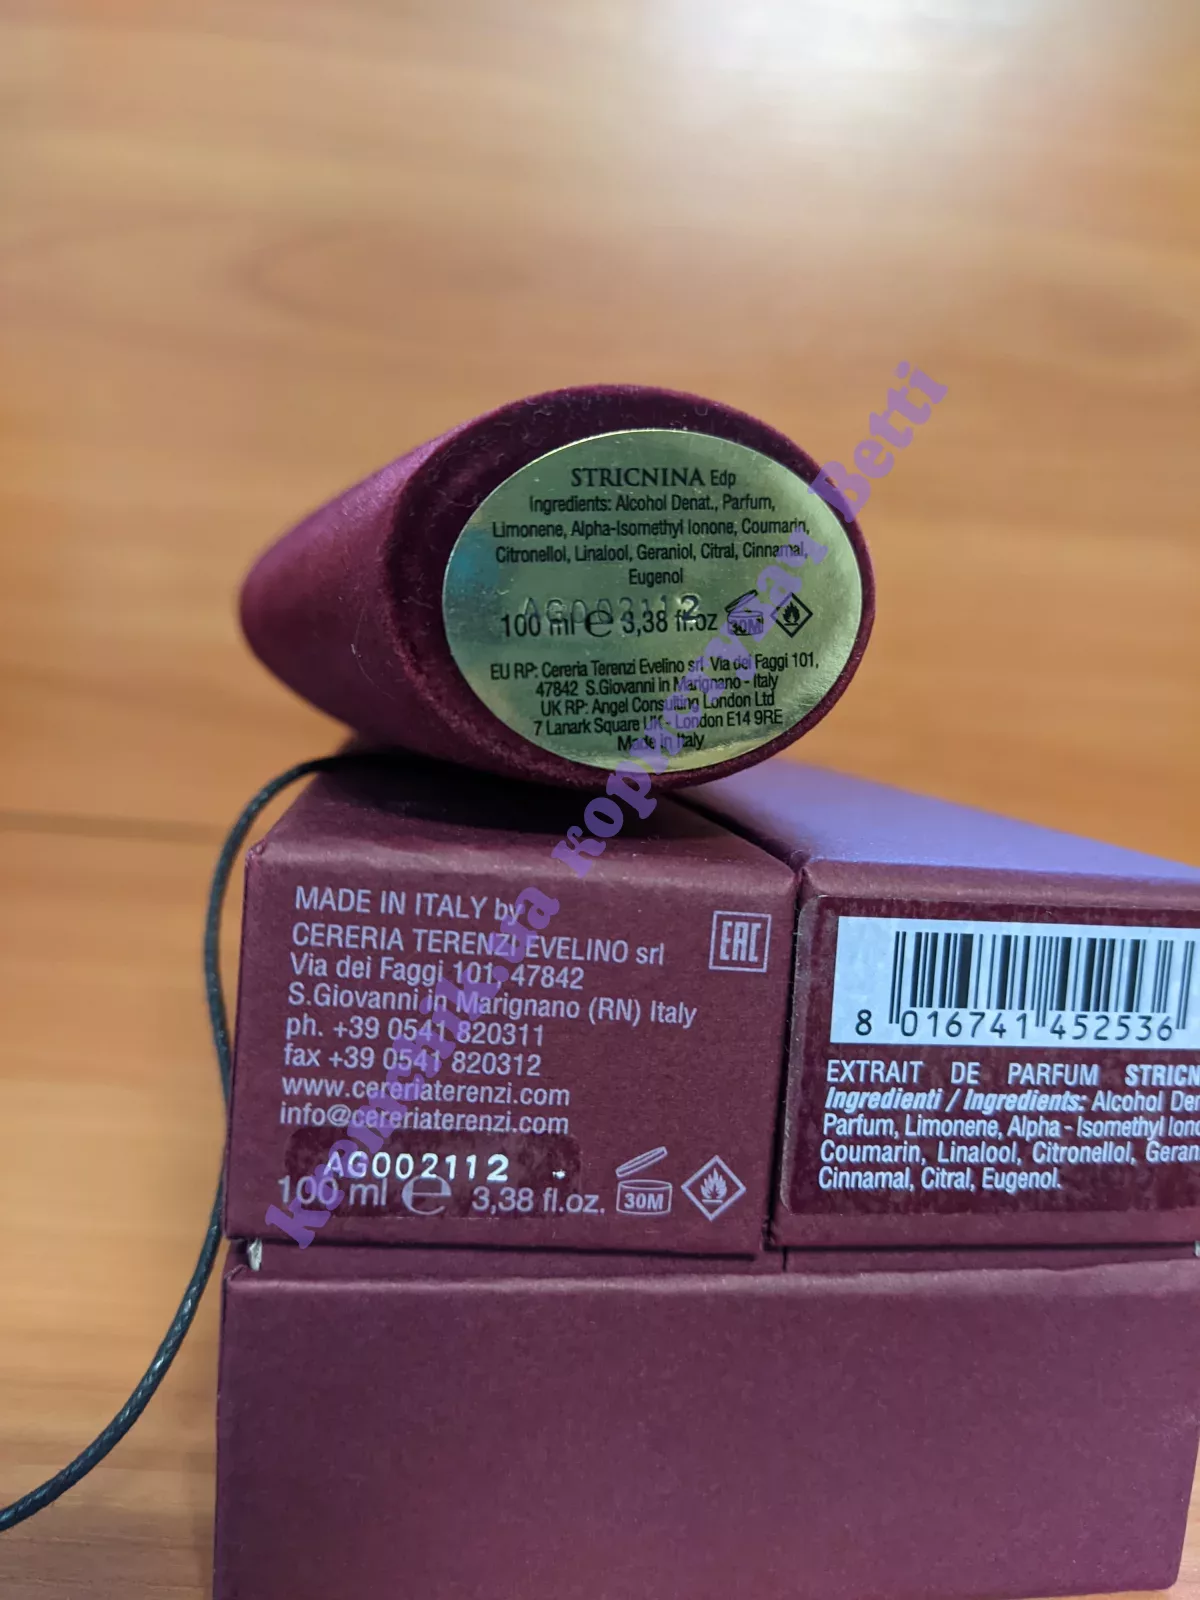 STRICNINA Edp
Ingredients: Alcohol Denat., Parfum,
Limonene, Alpha-Isomethyl Ionone, Coumarin,
Citronellol, Linalool, Geraniol, Citral, Cinnamal,
Eugenol
AG002112
100 ml e 3,38 fl.oz 30M
EU RP: Cereria Terenzi Evelino srl Via dei Faggi 101,
47842 S.Giovanni in Marignano - Italy
UK RP: Angel Consulting London Ltd
7 Lanark Square UK - London E14 9RE
Made in Italy
MADE IN ITALY by
CERERIA TERENZI EVELINO srl
Via dei Faggi 101, 47842
S.Giovanni in Marignano (RN) Italy
ph. +39 0541 820311
fax +39 0541 820312
www.cereriaterenzi.com
info@cereriaterenzi.com
EAC
AG002112
100 ml e 3,38 fl.oz. 30M
8 016741 452536
EXTRAIT DE PARFUM STRICN
Ingredienti / Ingredients: Alcohol Den
Parfum, Limonene, Alpha - Isomethyl Iono
Coumarin, Linalool, Citronellol, Geran
Cinnamal, Citral, Eugenol.
Betti